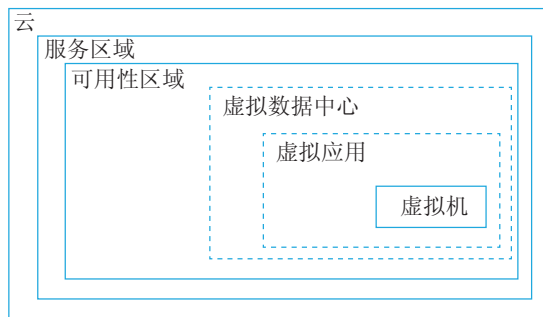 云
服务区域
可用性区域
虚拟数据中心
虚拟应用
虚拟机